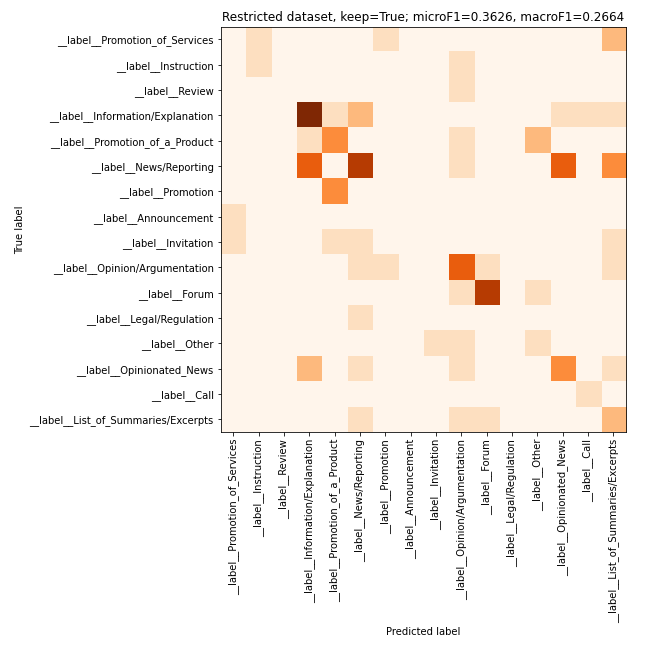 Restricted dataset, keep=True; microF1=0.3626, macroF1=0.2664
True label
__label__Promotion_of_Services
__label__Instruction
__label__Review
__label__Information/Explanation
__label__Promotion_of_a_Product
__label__News/Reporting
__label__Promotion
__label__Announcement
__label__Invitation
__label__Opinion/Argumentation
__label__Forum
__label__Legal/Regulation
__label__Other
__label__Opinionated_News
__label__Call
__label__List_of_Summaries/Excerpts
__label__Promotion_of_Services
__label__Instruction
__label__Review
__label__Information/Explanation
__label__Promotion_of_a_Product
__label__News/Reporting
__label__Promotion
__label__Announcement
__label__Invitation
__label__Opinion/Argumentation
__label__Forum
__label__Legal/Regulation
__label__Other
__label__Opinionated_News
__label__Call
__label__List_of_Summaries/Excerpts
Predicted label